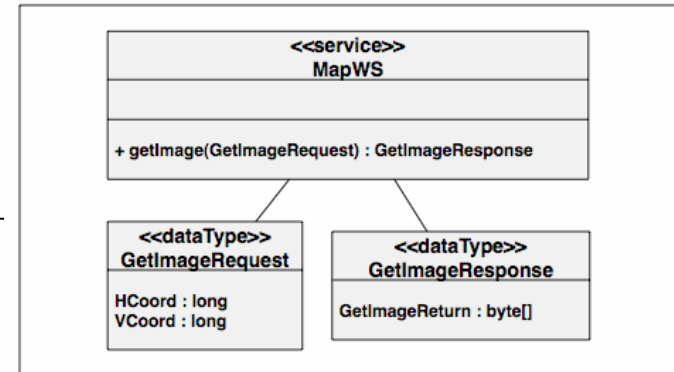 <<service>>
MapWS
+ getImage(GetImageRequest) : GetImageResponse
<<dataType>>
GetImageRequest
HCoord : long
VCoord : long
<<dataType>>
GetImageResponse
GetImageReturn : byte[]